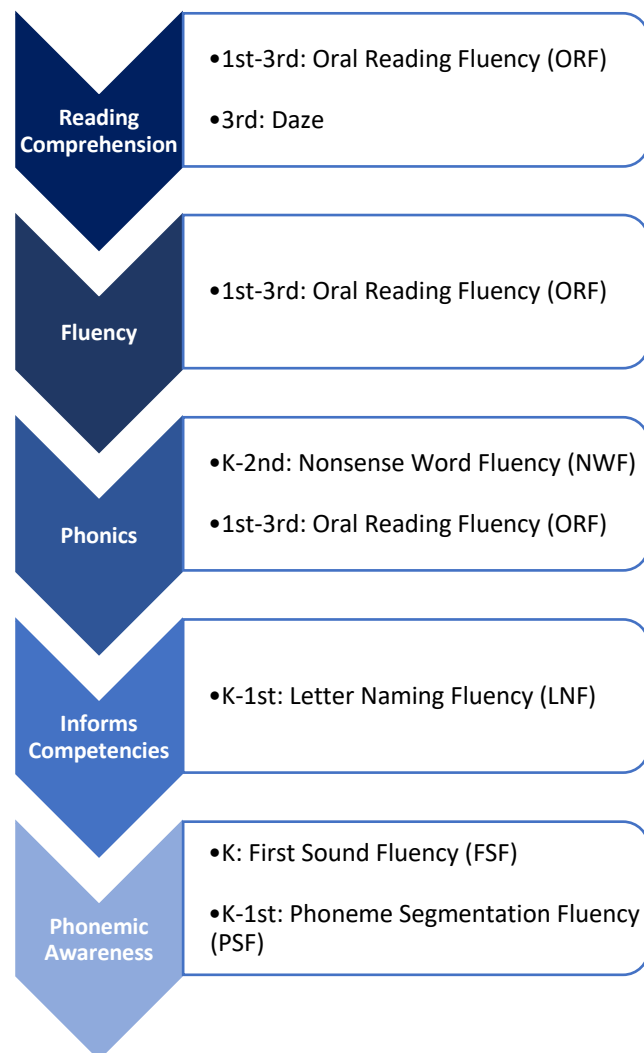 Reading
Comprehension
•1st-3rd: Oral Reading Fluency (ORF)
•3rd: Daze
Fluency
•1st-3rd: Oral Reading Fluency (ORF)
Phonics
•K-2nd: Nonsense Word Fluency (NWF)
•1st-3rd: Oral Reading Fluency (ORF)
Informs
Competencies
•K-1st: Letter Naming Fluency (LNF)
Phonemic
Awareness
•K: First Sound Fluency (FSF)
•K-1st: Phoneme Segmentation Fluency
(PSF)